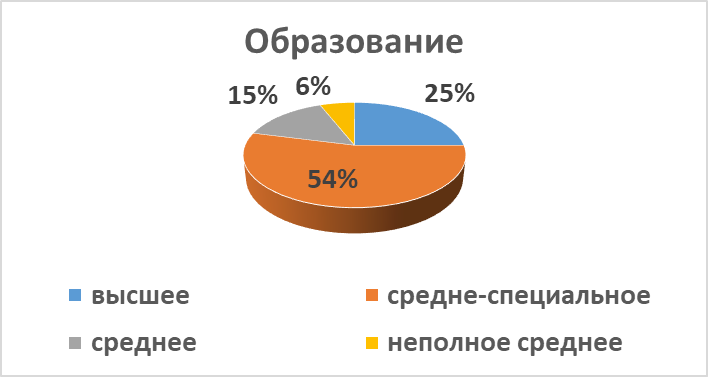 Образование
6%
15%
25%
54%
высшее
средне-специальное
среднее
неполное среднее